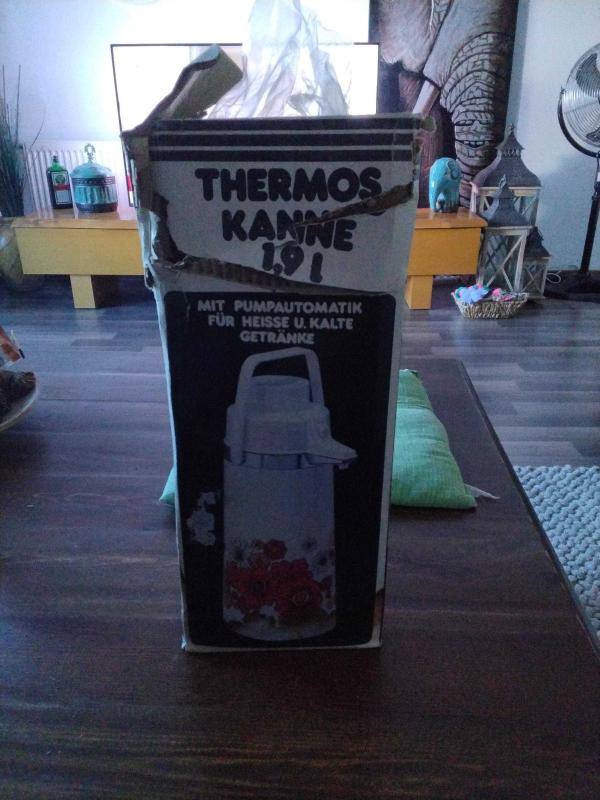 THERMOS
KANNE
1,9 l
MIT PUMPAUTOMATIK
FÜR HEISSE U. KALTE
GETRÄNKE